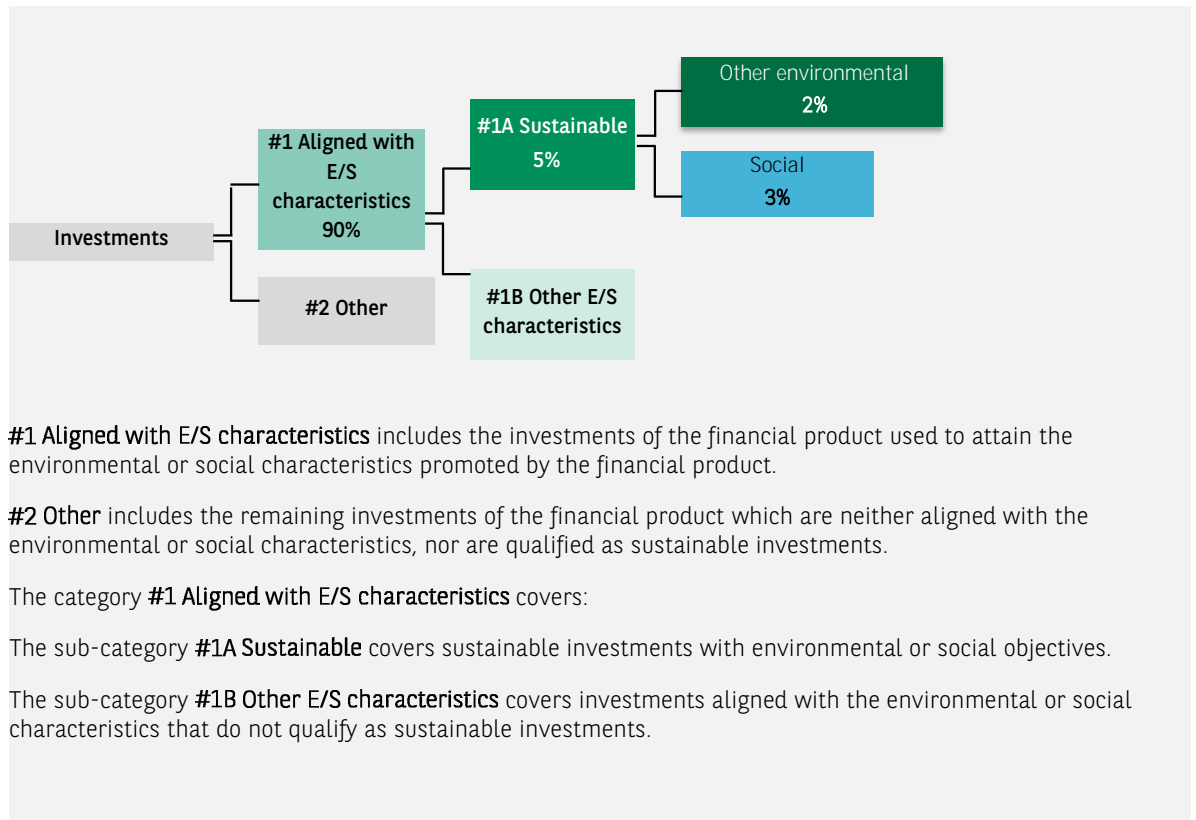 Other environmental
2%
#1A Sustainable
5%
#1 Aligned with
E/S
characteristics
90%
Social
3%
Investments
#2 Other
#1B Other E/S
characteristics
#1 Aligned with E/S characteristics includes the investments of the financial product used to attain the
environmental or social characteristics promoted by the financial product.
#2 Other includes the remaining investments of the financial product which are neither aligned with the
environmental or social characteristics, nor are qualified as sustainable investments.
The category #1 Aligned with E/S characteristics covers:
The sub-category #1A Sustainable covers sustainable investments with environmental or social objectives.
The sub-category #1B Other E/S characteristics covers investments aligned with the environmental or social
characteristics that do not qualify as sustainable investments.